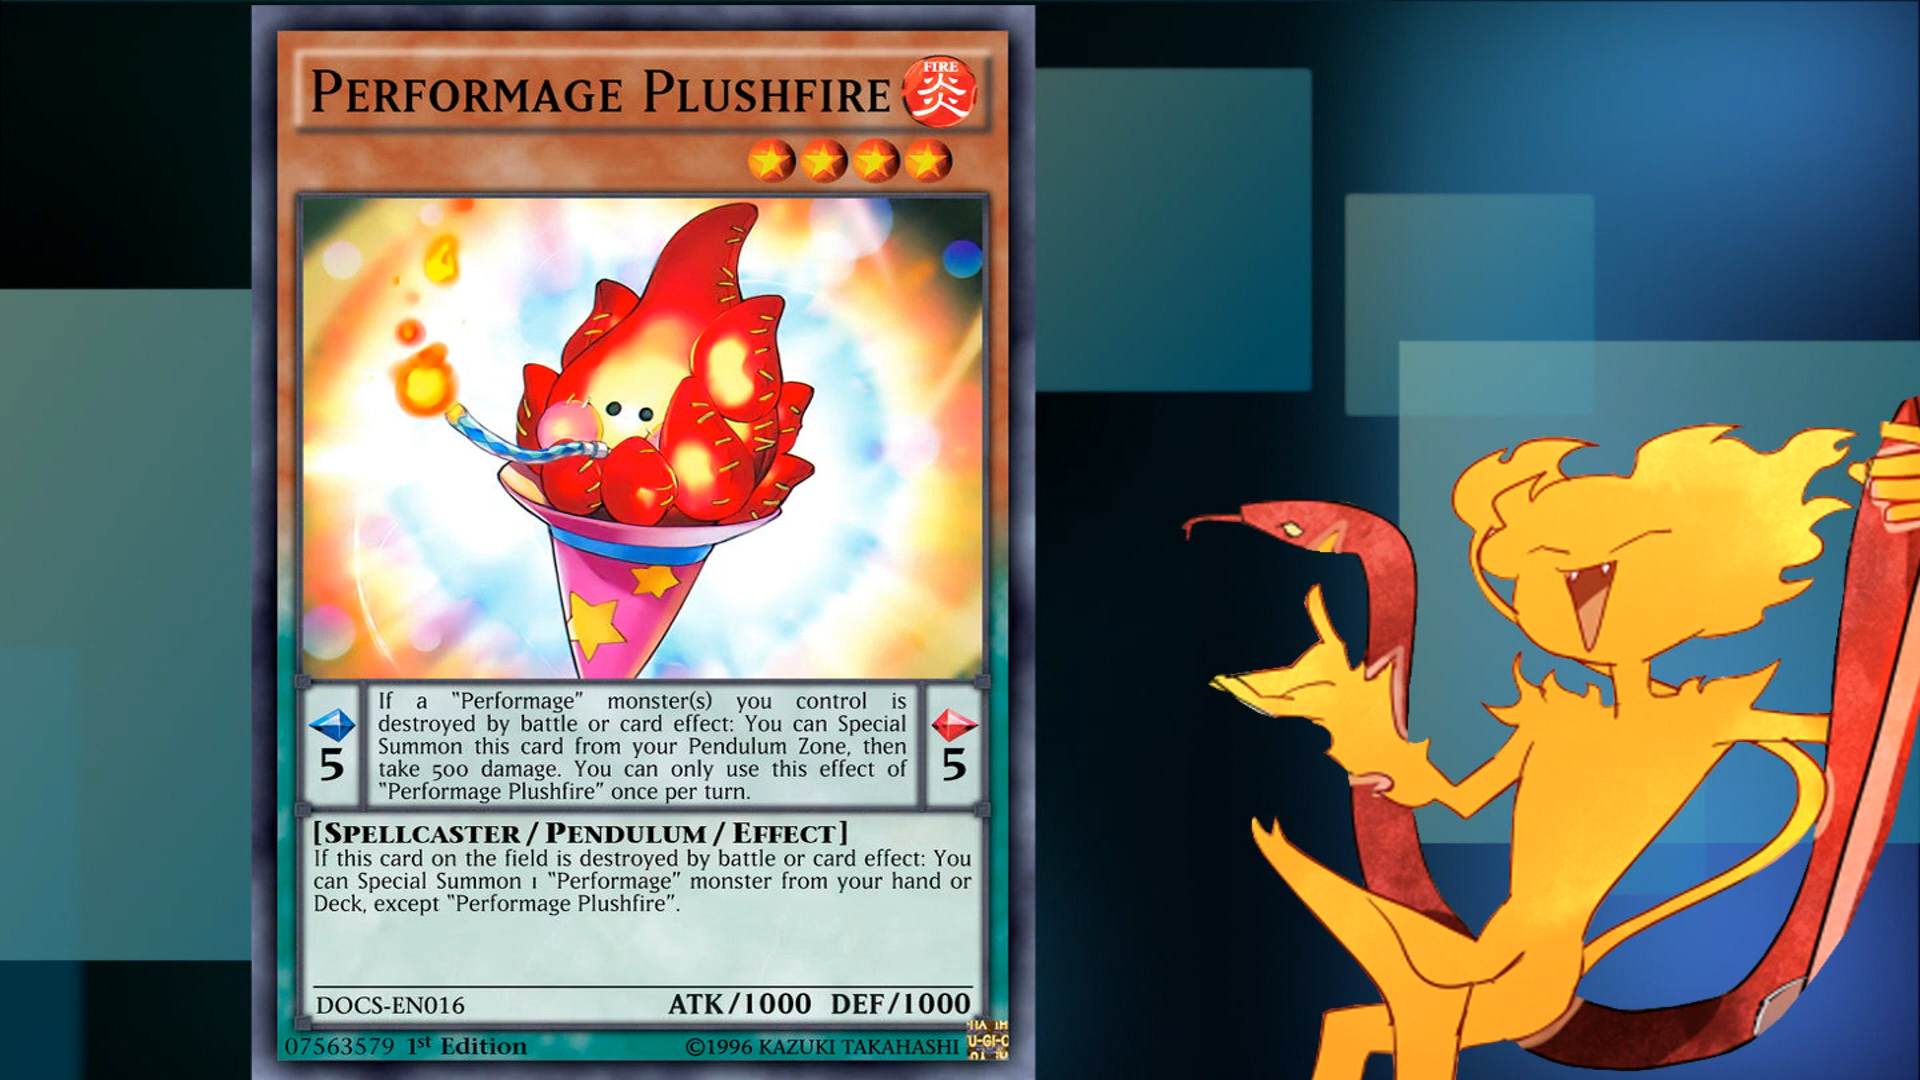 PERFORMAGE PLUSHFIRE
FIRE
炎
If a "Performage" monster(s) you control is
destroyed by battle or card effect: You can Special
Summon this card from your Pendulum Zone, then
take 500 damage. You can only use this effect of
"Performage Plushfire" once per turn.
5
5
[SPELLCASTER / PENDULUM / EFFECT]
If this card on the field is destroyed by battle or card effect: You
can Special Summon 1 "Performage" monster from your hand or
Deck, except "Performage Plushfire".
DOCS-EN016
ATK/1000 DEF/1000
07563579 1st Edition
©1996 KAZUKI TAKAHASHI